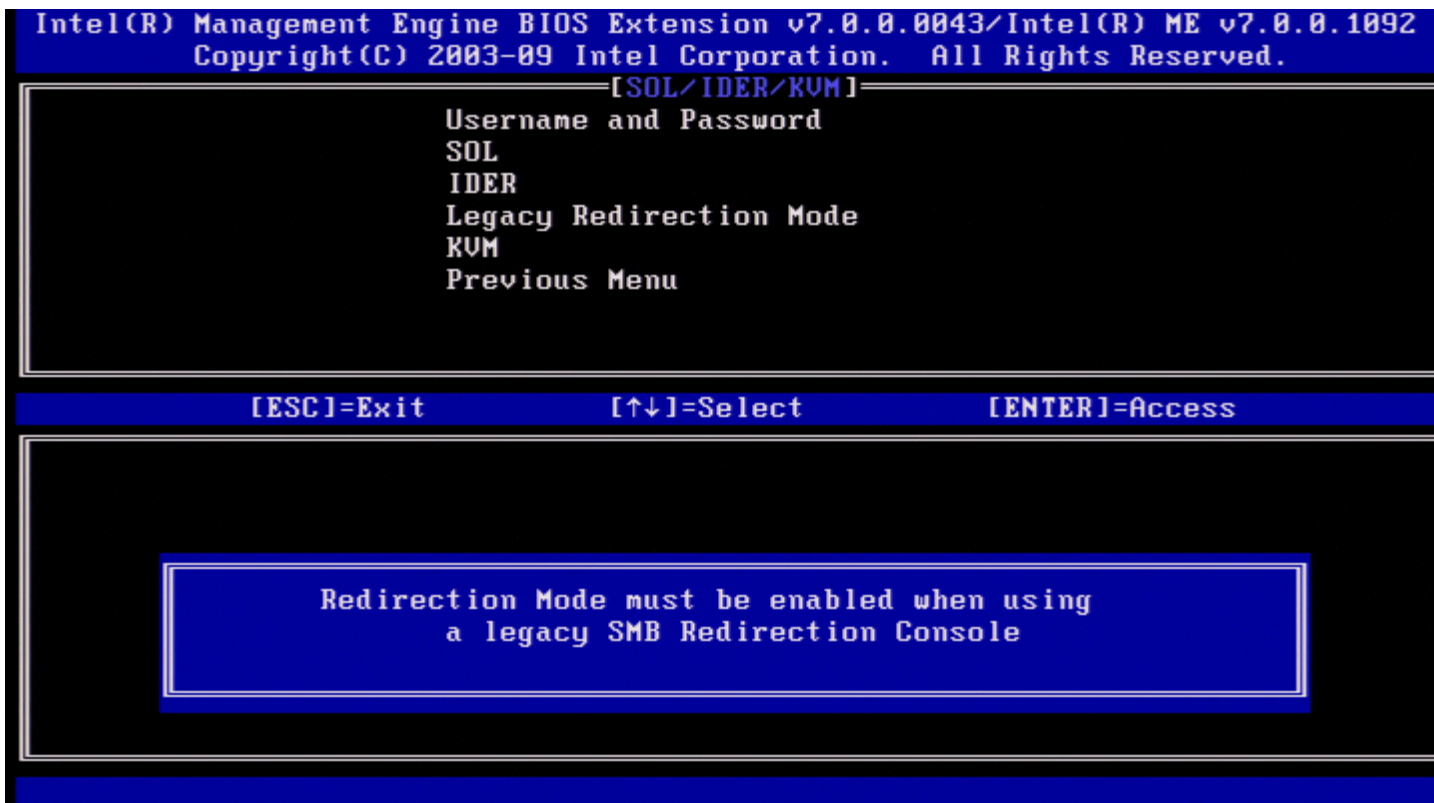 Intel(R) Management Engine BIOS Extension v7.0.0.0043/Intel(R) ME v7.0.0.1092
Copyright(C) 2003-09 Intel Corporation. All Rights Reserved.
[SOL/IDER/KVM]
Username and Password
SOL
IDER
Legacy Redirection Mode
KVM
Previous Menu
[ESC]=Exit [↑↓]=Select [ENTER]=Access
Redirection Mode must be enabled when using
a legacy SMB Redirection Console